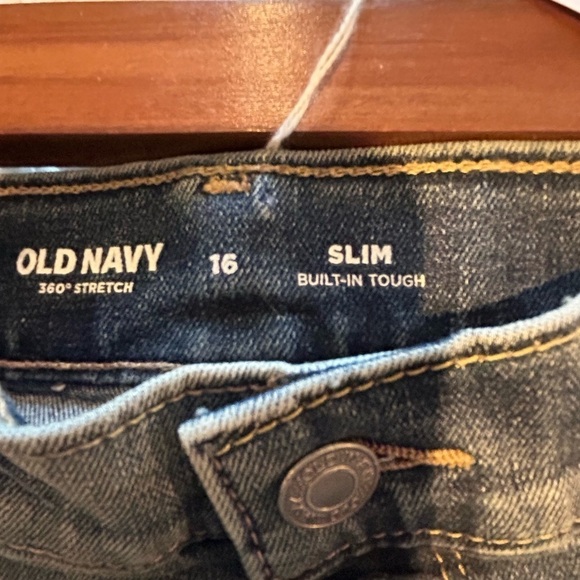 OLD NAVY
360° STRETCH
16
SLIM
BUILT-IN TOUGH